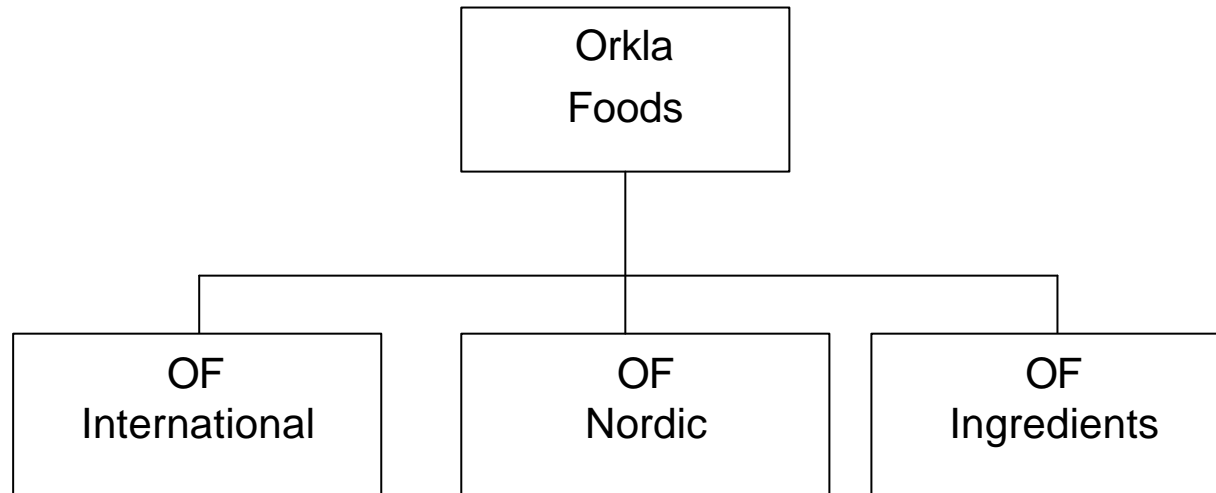 Orkla
Foods
OF
International
OF
Nordic
OF
Ingredients